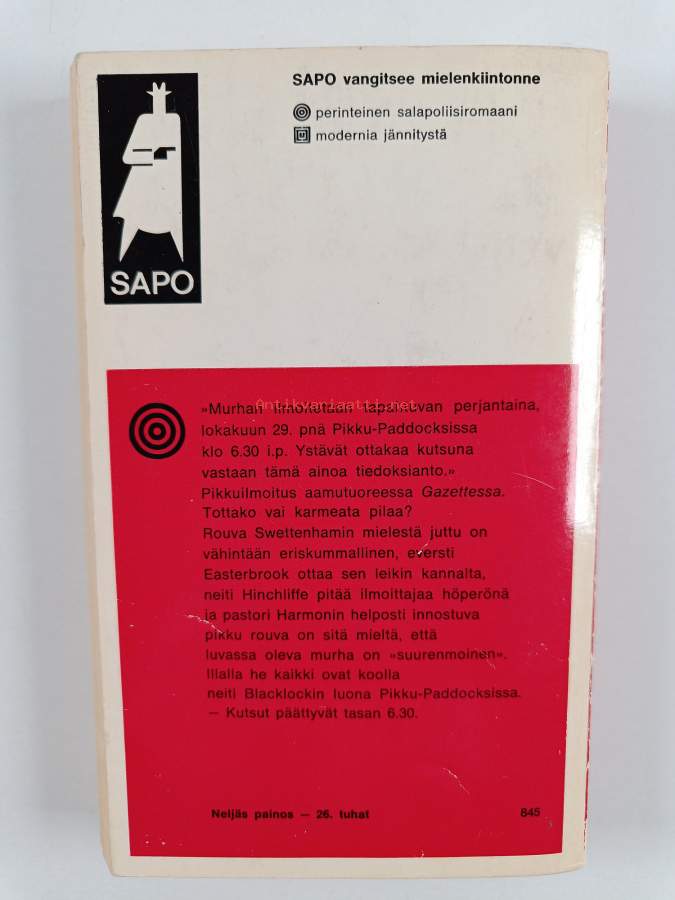 SAPO vangitsee mielenkiintonne
perinteinen salapoliisiromaani
modernia jännitystä
SAPO
Antikvariaatti.net
»Murhan ilmoitetaan tapahtuvan perjantaina,
lokakuun 29. pnä Pikku-Paddocksissa
klo 6.30 i.p. Ystävät ottakaa kutsuna
vastaan tämä ainoa tiedoksianto.»
Pikkuilmoitus aamutuoreessa Gazettessa.
Tottako vai karmeata pilaa?
Rouva Swettenhamin mielestä juttu on
vähintään eriskummallinen, eversti
Easterbrook ottaa sen leikin kannalta,
neiti Hinchliffe pitää ilmoittajaa höperönä
ja pastori Harmonin helposti innostuva
pikku rouva on sitä mieltä, että
luvassa oleva murha on »suurenmoinen».
Illalla he kaikki ovat koolla
neiti Blacklockin luona Pikku-Paddocksissa.
— Kutsut päättyvät tasan 6.30.
Neljäs painos — 26. tuhat 845